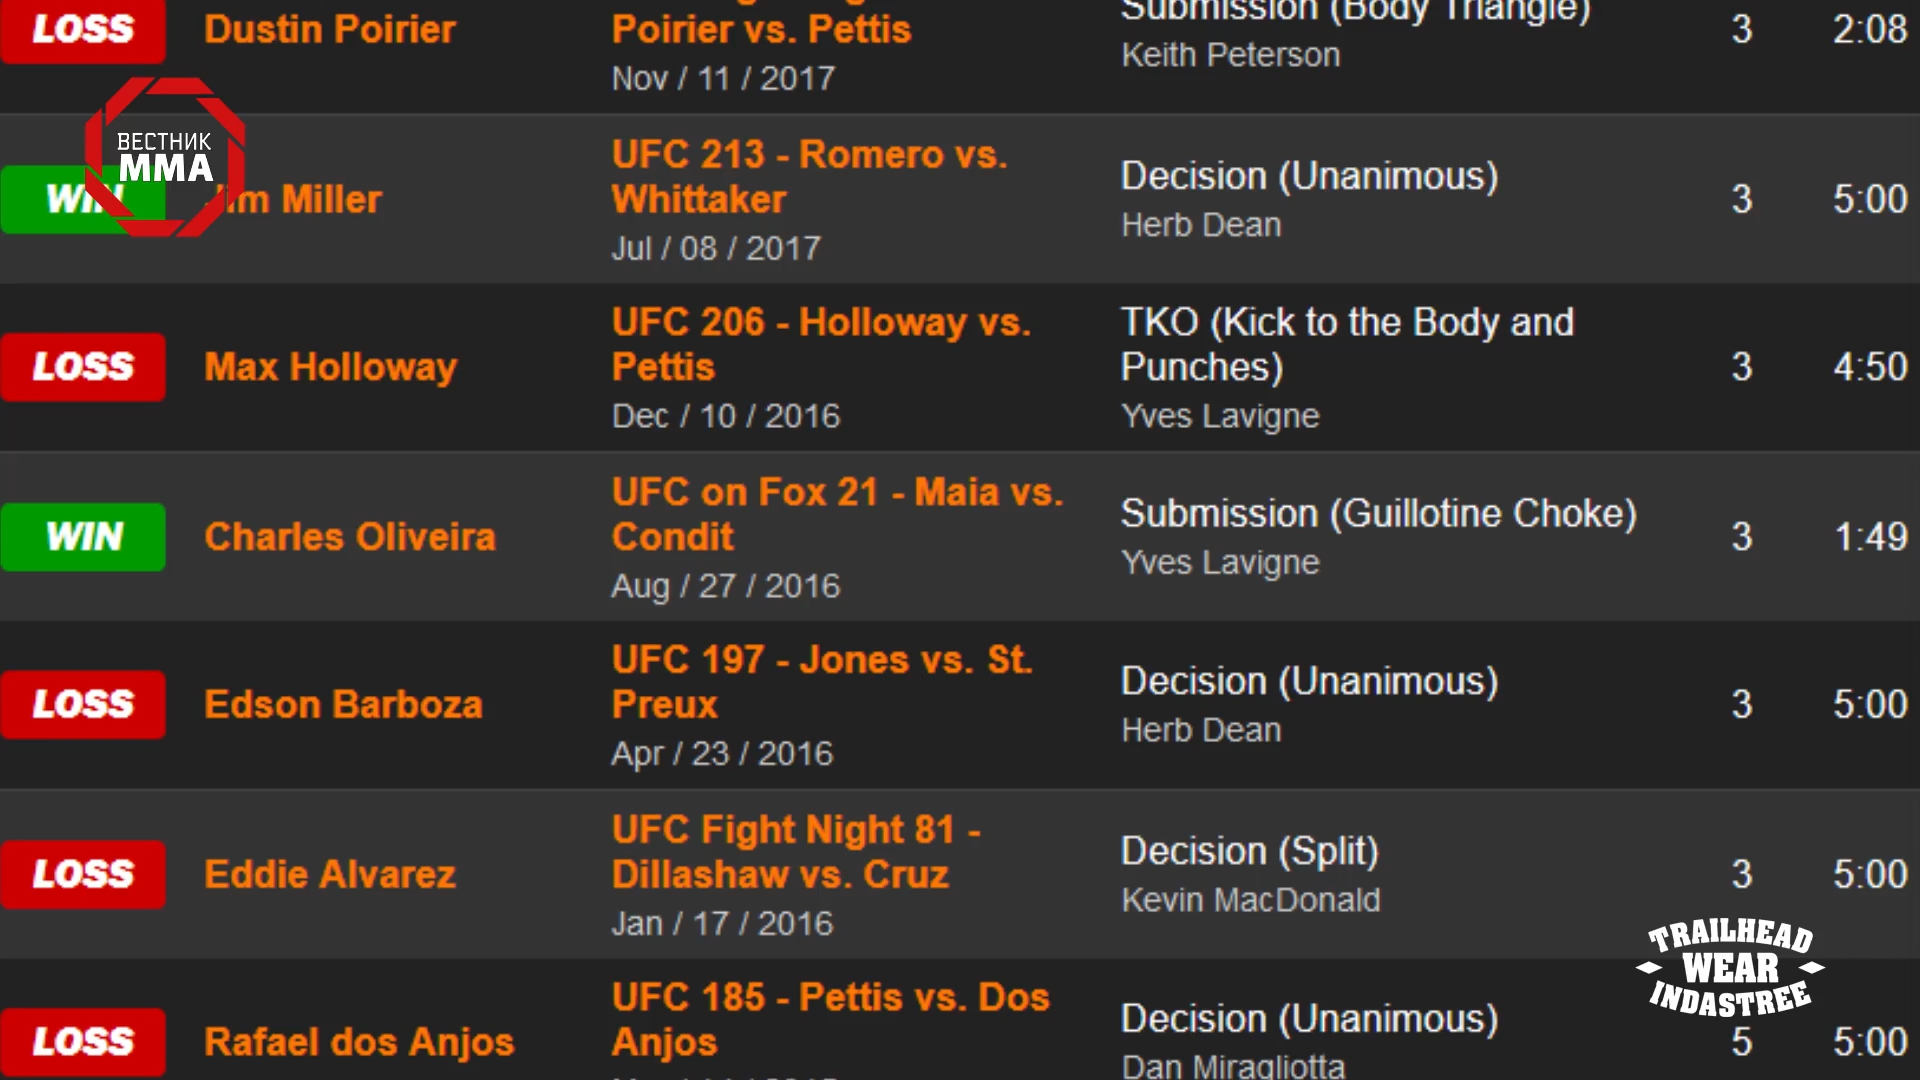 LOSS
Dustin Poirier
Poirier vs. Pettis
Nov / 11 / 2017
Submission (Body Triangle)
Keith Peterson
3
2:08
ВЕСТНИК
MMA
WIN
Jim Miller
UFC 213 - Romero vs.
Whittaker
Jul / 08 / 2017
Decision (Unanimous)
Herb Dean
3
5:00
LOSS
Max Holloway
UFC 206 - Holloway vs.
Pettis
Dec / 10 / 2016
TKO (Kick to the Body and
Punches)
Yves Lavigne
3
4:50
WIN
Charles Oliveira
UFC on Fox 21 - Maia vs.
Condit
Aug / 27 / 2016
Submission (Guillotine Choke)
Yves Lavigne
3
1:49
LOSS
Edson Barboza
UFC 197 - Jones vs. St.
Preux
Apr / 23 / 2016
Decision (Unanimous)
Herb Dean
3
5:00
LOSS
Eddie Alvarez
UFC Fight Night 81 -
Dillashaw vs. Cruz
Jan / 17 / 2016
Decision (Split)
Kevin MacDonald
3
5:00
LOSS
Rafael dos Anjos
UFC 185 - Pettis vs. Dos
Anjos
Decision (Unanimous)
Dan Miragliotta
5
5:00
TRAILHEAD
WEAR
INDASTREE